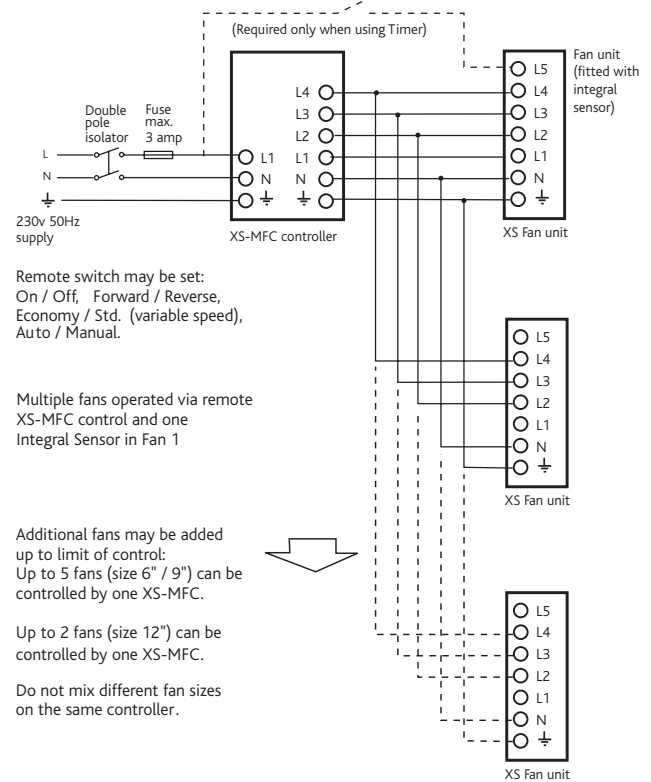 (Required only when using Timer)
Fan unit
(fitted with
integral
sensor)
L5
L4
L3
L2
L1
N
XS Fan unit
L4
L3
L2
L1
N
L1
N
XS-MFC controller
Double
pole
isolator
Fuse
max.
3 amp
L
N
230v 50Hz
supply
Remote switch may be set:
On / Off, Forward / Reverse,
Economy / Std. (variable speed),
Auto / Manual.
L5
L4
L3
L2
L1
N
XS Fan unit
Multiple fans operated via remote
XS-MFC control and one
Integral Sensor in Fan 1
Additional fans may be added
up to limit of control:
Up to 5 fans (size 6" / 9") can be
controlled by one XS-MFC.
Up to 2 fans (size 12") can be
controlled by one XS-MFC.
Do not mix different fan sizes
on the same controller.
L5
L4
L3
L2
L1
N
XS Fan unit